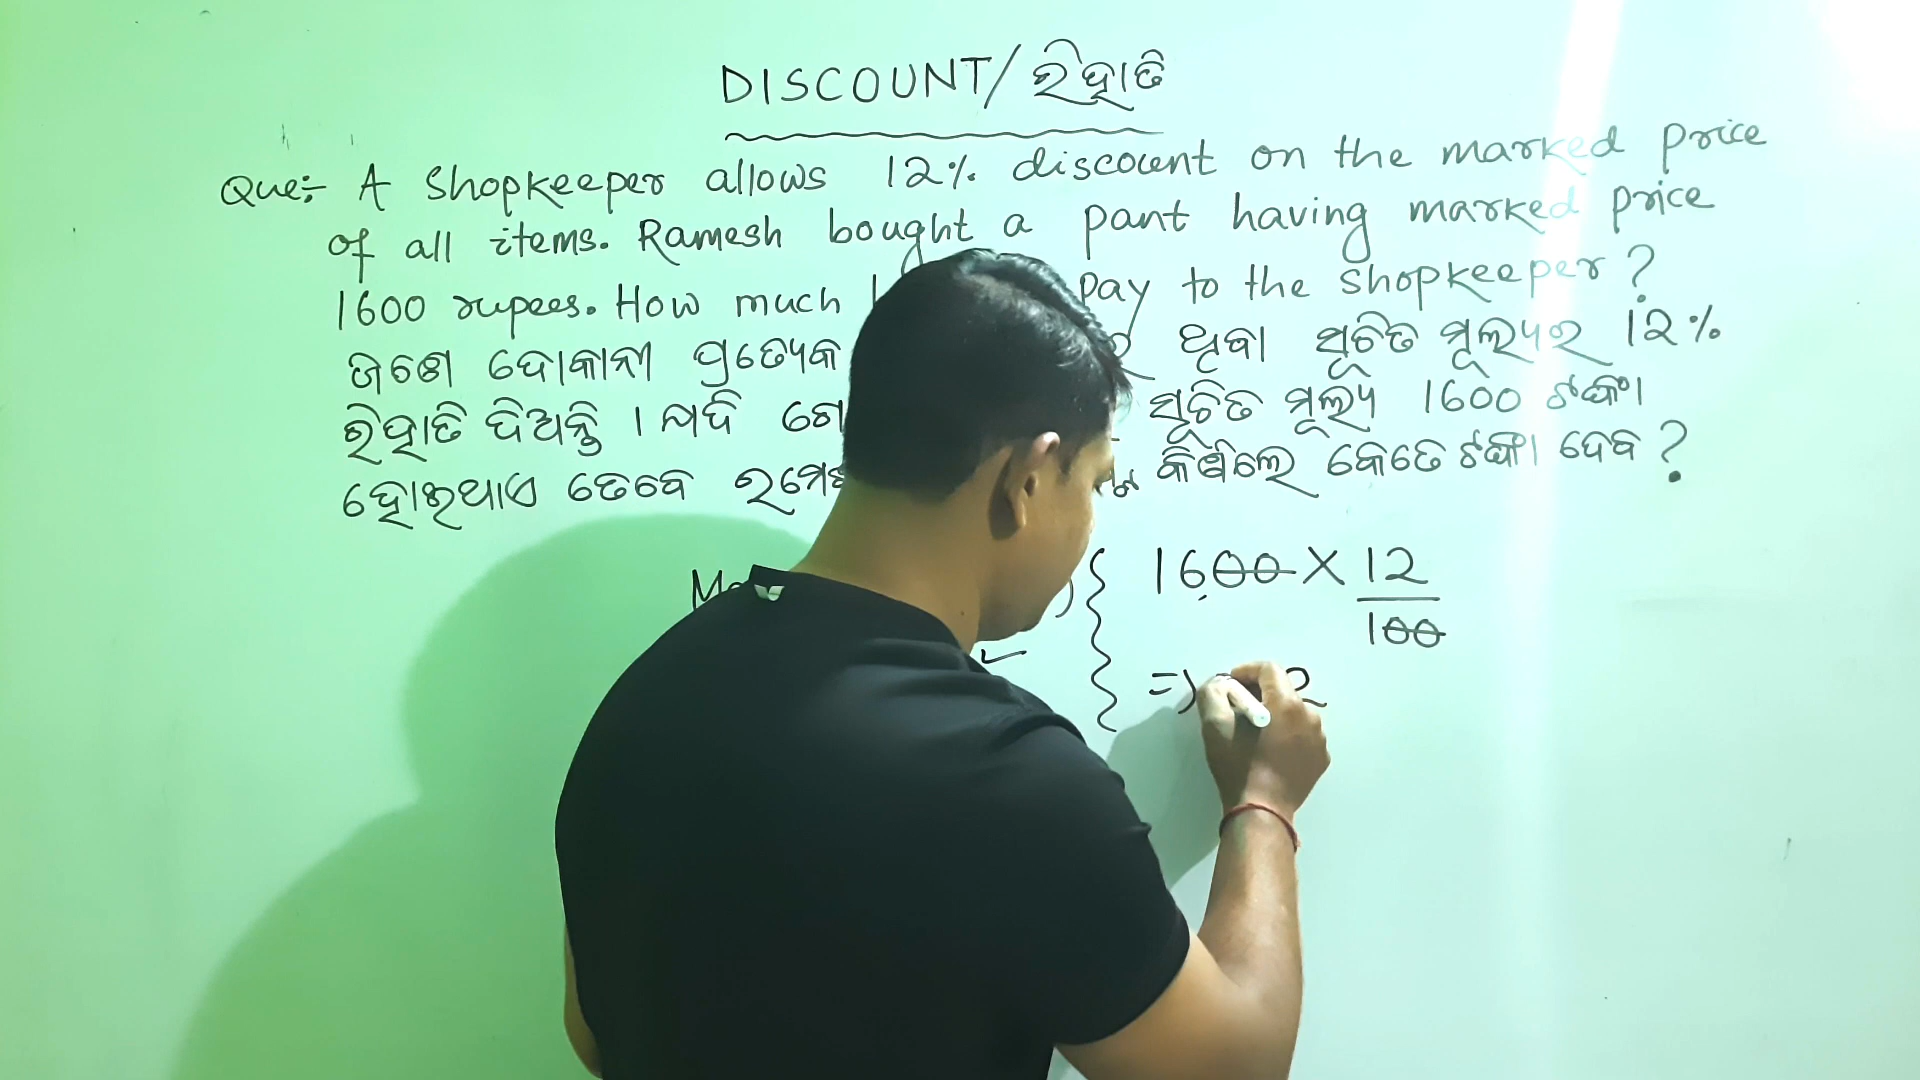 DISCOUNT/ରିହାତି
Que:- A Shopkeeper allows 12% discount on the marked price
of all items. Ramesh bought a pant having marked price
1600 rupees. How much pay to the shopkeeper?
ଜଣେ ଦୋକାନୀ ପ୍ରତ୍ୟେକ ଥିବା ସୂଚିତ ମୂଲ୍ୟର 12%
ରିହାତି ଦିଅନ୍ତି । ଯଦି ସୂଚିତ ମୂଲ୍ୟ 1600 ଟଙ୍କା
ହୋଇଥାଏ ତେବେ କିଣିଲେ କେତେ ଟଙ୍କା ଦେବ ?
1600 X 12
100
=>